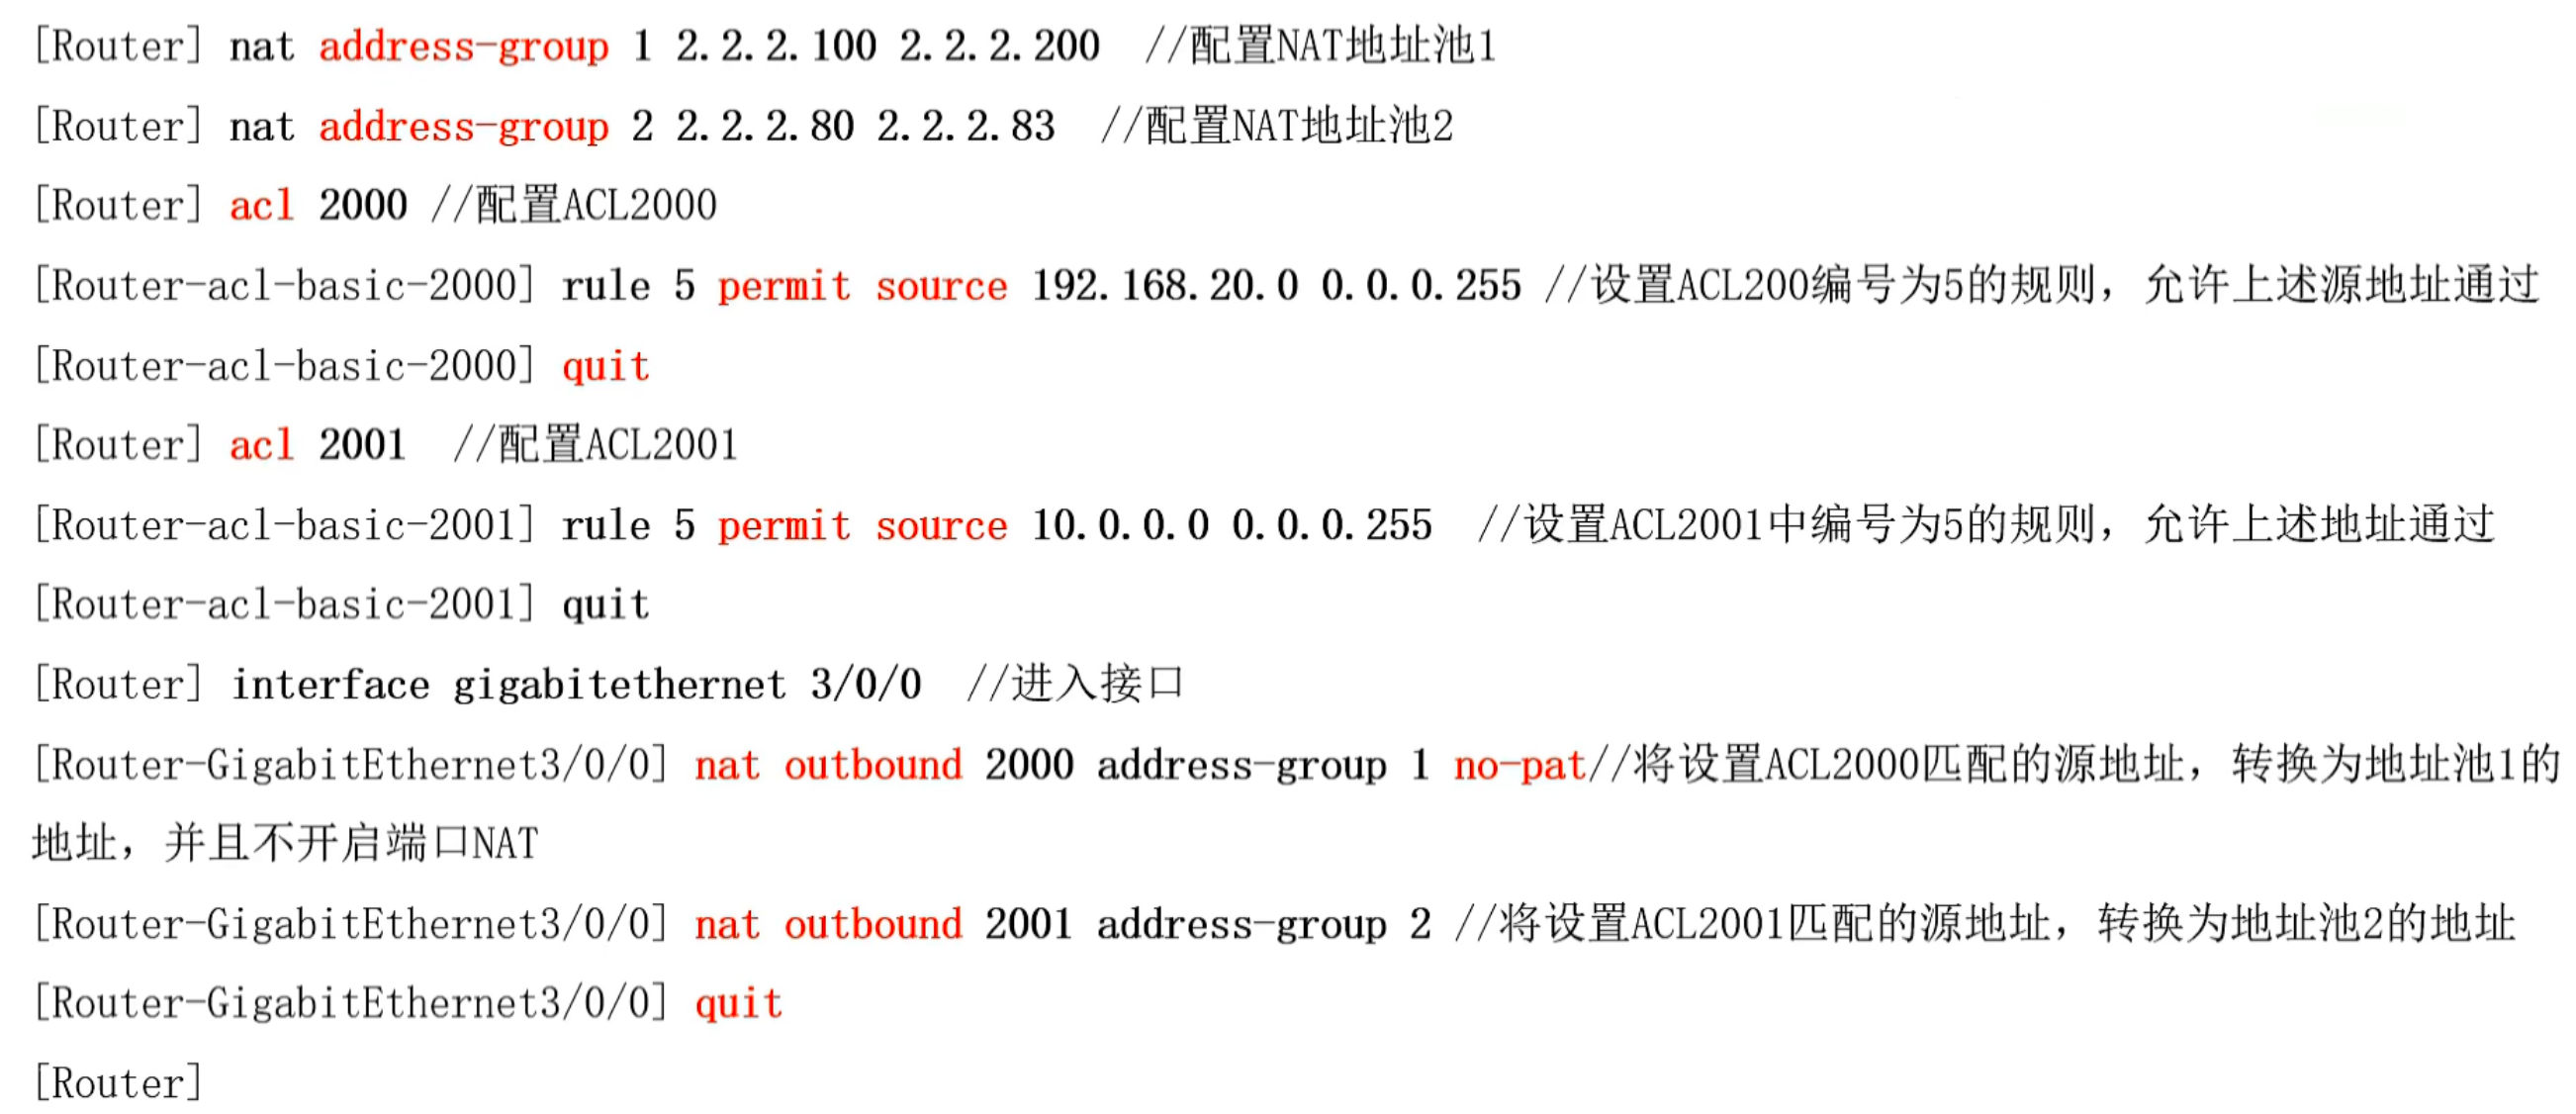 [Router] nat address-group 1 2.2.2.100 2.2.2.200 //配置NAT地址池1
[Router] nat address-group 2 2.2.2.80 2.2.2.83 //配置NAT地址池2
[Router] acl 2000 //配置ACL2000
[Router-acl-basic-2000] rule 5 permit source 192.168.20.0 0.0.0.255 //设置ACL200编号为5的规则，允许上述源地址通过
[Router-acl-basic-2000] quit
[Router] acl 2001 //配置ACL2001
[Router-acl-basic-2001] rule 5 permit source 10.0.0.0 0.0.0.255 //设置ACL2001中编号为5的规则，允许上述地址通过
[Router-acl-basic-2001] quit
[Router] interface gigabitethernet 3/0/0 //进入接口
[Router-GigabitEthernet3/0/0] nat outbound 2000 address-group 1 no-pat//将设置ACL2000匹配的源地址，转换为地址池1的
地址，并且不开启端口NAT
[Router-GigabitEthernet3/0/0] nat outbound 2001 address-group 2 //将设置ACL2001匹配的源地址，转换为地址池2的地址
[Router-GigabitEthernet3/0/0] quit
[Router]